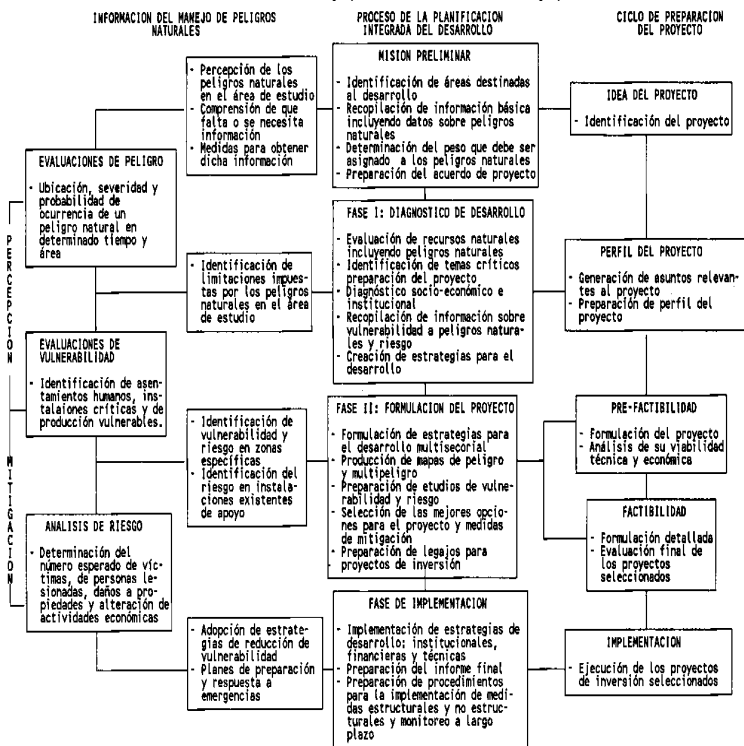 INFORMACION DEL MANEJO DE PELIGROS
NATURALES
PROCESO DE LA PLANIFICACION
INTEGRADA DEL DESARROLLO
CICLO DE PREPARACION
DEL PROYECTO
- Percepción de los
peligros naturales
en el área de estudio
- Comprensión de que
falta o se necesita
información
- Medidas para obtener
dicha información
MISION PRELIMINAR
- Identificación de áreas destinadas
al desarrollo
- Recopilación de información básica
incluyendo datos sobre peligros
naturales
- Determinación del peso que debe ser
asignado a los peligros naturales
- Preparación del acuerdo de proyecto
IDEA DEL PROYECTO
- Identificación del proyecto
PERCEPCION
MITIGACION
EVALUACIONES DE PELIGRO
- Ubicación, severidad y
probabilidad de
ocurrencia de un
peligro natural en
determinado tiempo y
área
- Identificación de
limitaciones impues-
tas por los peligros
naturales en el área
de estudio
FASE I: DIAGNOSTICO DE DESARROLLO
- Evaluación de recursos naturales
incluyendo peligros naturales
- Identificación de temas críticos
preparación del proyecto
- Diagnóstico socio-económico e
institucional
- Recopilación de información sobre
vulnerabilidad a peligros natura-
les y riesgo
- Creación de estrategias para el
desarrollo
PERFIL DEL PROYECTO
- Generación de asuntos relevan-
tes al proyecto
- Preparación de perfil del
proyecto
EVALUACIONES DE
VULNERABILIDAD
- Identificación de asen-
tamientos humanos, ins-
talaiones críticas y de
producción vulnerables.
- Identificación de
vulnerabilidad y
riesgo en zonas
específicas
- Identificación del
riesgo en instala-
ciones existentes
de apoyo
FASE II: FORMULACION DEL PROYECTO
- Formulación de estrategias para
el desarrollo multisecorial
- Producción de mapas de peligro
y multipeligro
- Preparación de estudios de vulne-
rabilidad y riesgo
- Selección de las mejores opcio-
nes para el proyecto y medidas
de mitigación
- Preparación de legajos para
proyectos de inversión
PRE-FACTIBILIDAD
- Formulación del proyecto
- Análisis de su viabilidad
técnica y económica
FACTIBILIDAD
- Formulación detallada
- Evaluación final de
los proyectos
seleccionados
ANALISIS DE RIESGO
- Determinación del
número esperado de víc-
timas, de personas le-
sionadas, daños a pro-
piedades y alteración de
actividades económicas
- Adopción de estrate-
gias de reducción de
vulnerabilidad
- Planes de preparación
y respuesta a
emergencias
FASE DE IMPLEMENTACION
- Implementación de estrategias de
desarrollo: institucionales,
financieras y técnicas
- Preparación del informe final
- Preparación de procedimientos
para la implementación de medi-
das estructurales y no estruc-
turales y monitoreo a largo
plazo
IMPLEMENTACION
- Ejecución de los proyectos
de inversión seleccionados